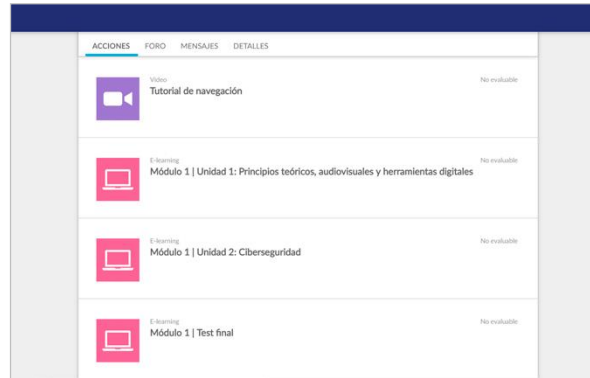 ACCIONES FORO MENSAJES DETALLES
Video No evaluable
Tutorial de navegación
E-learning No evaluable
Módulo 1 | Unidad 1: Principios teóricos, audiovisuales y herramientas digitales
E-learning No evaluable
Módulo 1 | Unidad 2: Ciberseguridad
E-learning No evaluable
Módulo 1 | Test final